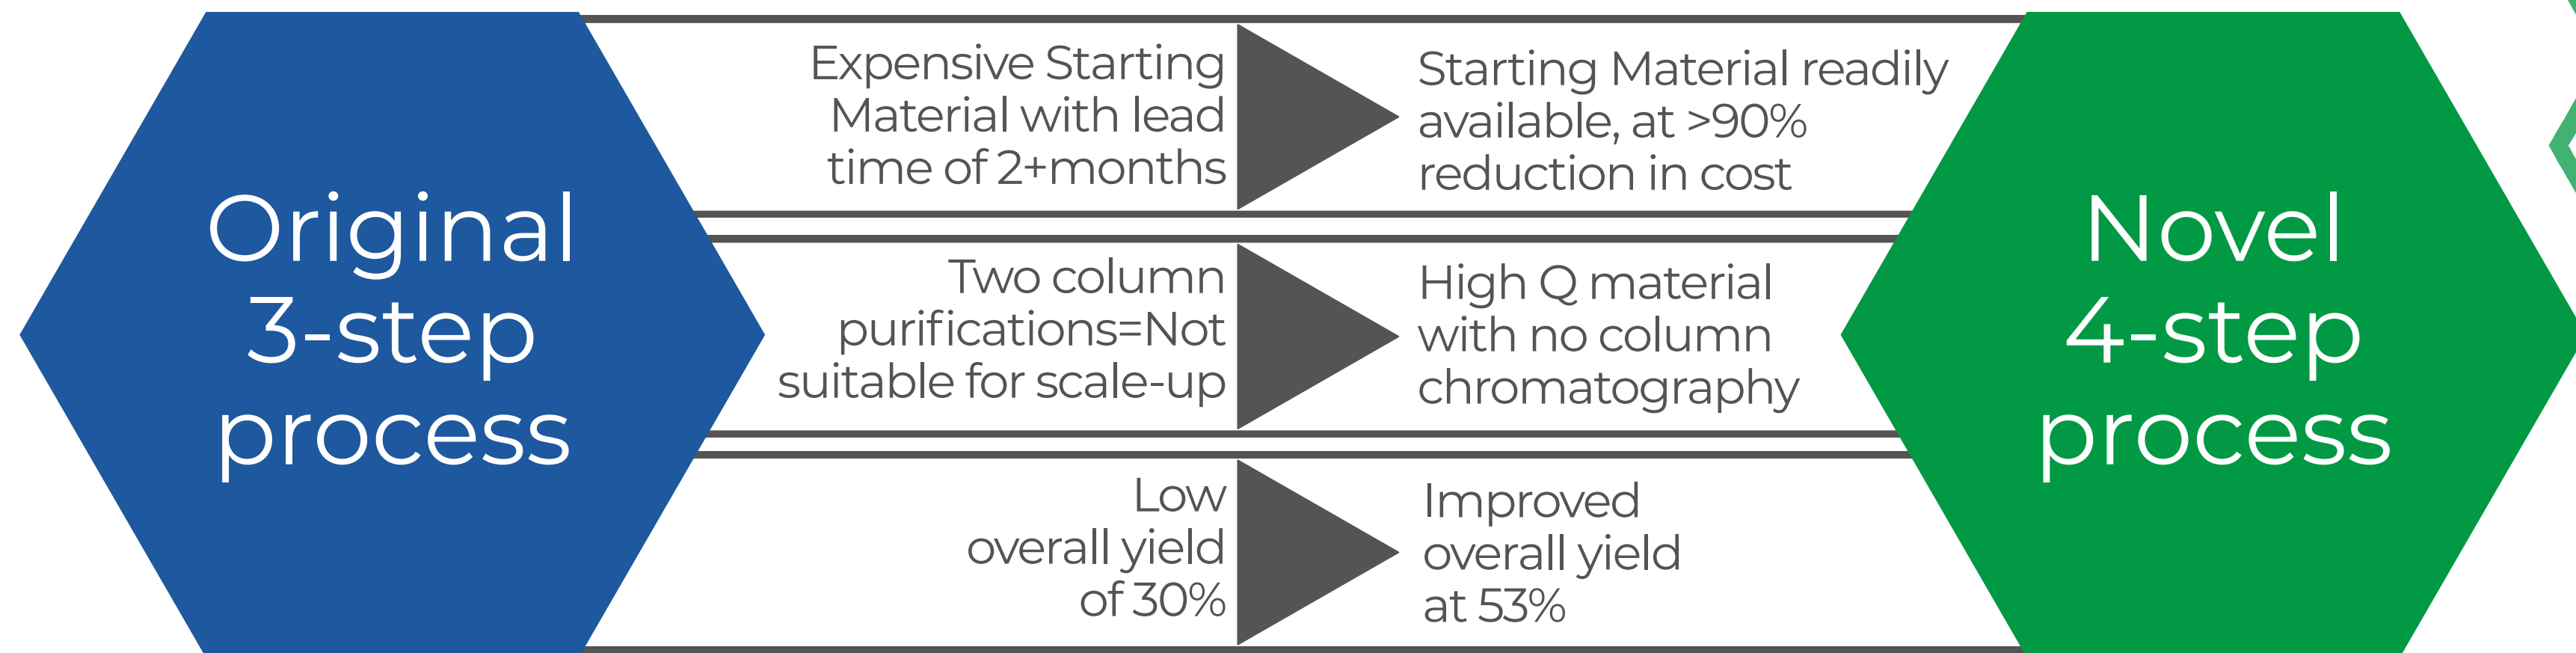 Original
3-step
process
Expensive Starting
Material with lead
time of 2+months
Starting Material readily
available, at >90%
reduction in cost
Two column
purifications=Not
suitable for scale-up
High Q material
with no column
chromatography
Low
overall yield
of 30%
Improved
overall yield
at 53%
Novel
4-step
process